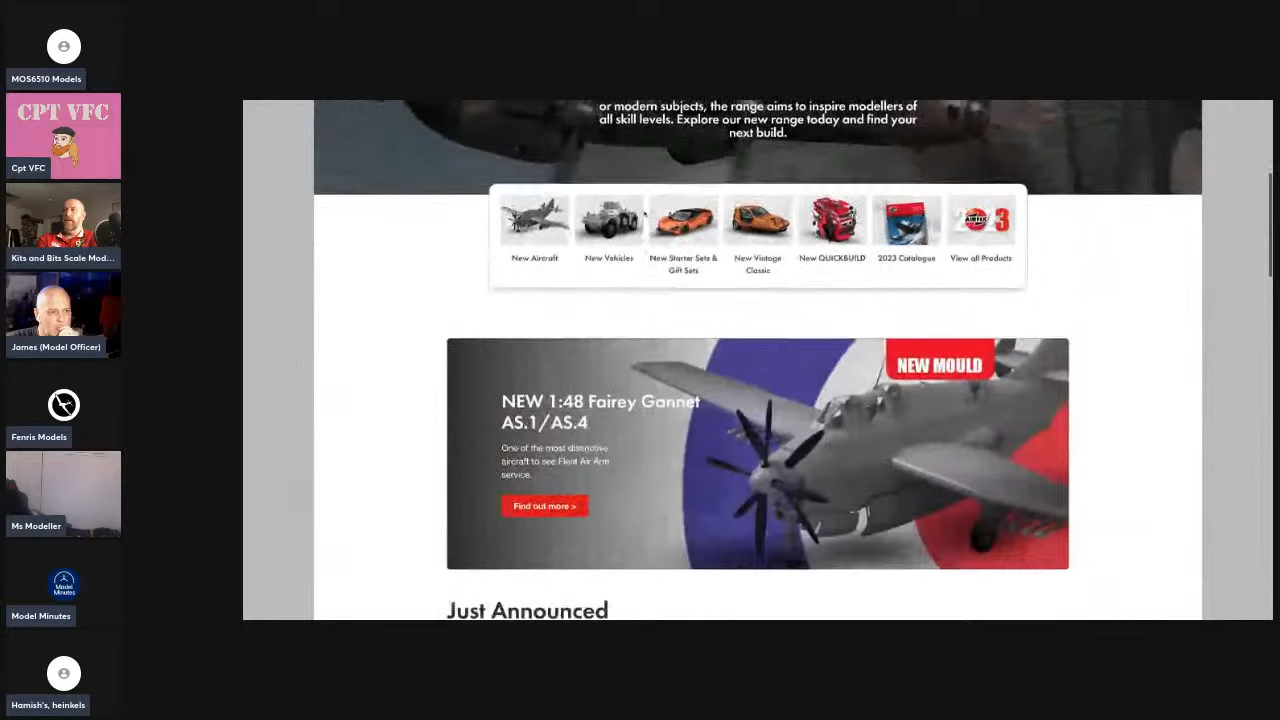 MOS6510 Models
CPT VFC
Cpt VFC
Kits and Bits Scale Mod...
James (Model Officer)
Fenris Models
Ms Modeller
Model
Minutes
Model Minutes
Hamish's, heinkels
or modern subjects, the range aims to inspire modellers of
all skill levels. Explore our new range today and find your
next build.
AIRFIX
New Aircraft
New Vehicles
New Starter Sets &
Gift Sets
New Vintage
Classic
New QUICKBUILD
2023 Catalogue
View all Products
NEW MOULD
NEW 1:48 Fairey Gannet
AS.1/AS.4
One of the most distinctive
aircraft to see Fleet Air Arm
service.
Find out more >
Just Announced